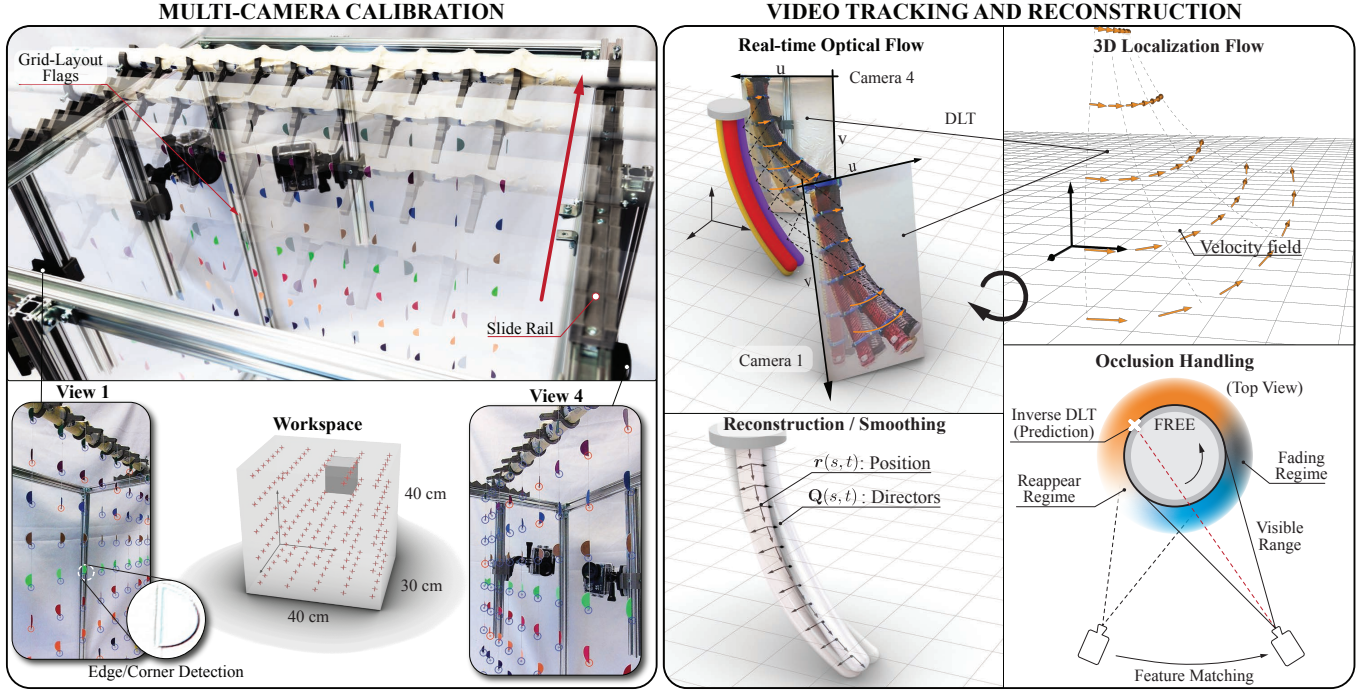 MULTI-CAMERA CALIBRATION
Grid-Layout
Flags
Slide Rail
View 1
Workspace
40 cm
30 cm
40 cm
View 4
Edge/Corner Detection
VIDEO TRACKING AND RECONSTRUCTION
Real-time Optical Flow
u
Camera 4
v
u
DLT
v
Camera 1
3D Localization Flow
Velocity field
Reconstruction / Smoothing
r(s, t): Position
Q(s, t): Directors
Occlusion Handling
(Top View)
Inverse DLT
(Prediction)
FREE
Reappear
Regime
Fading
Regime
Visible
Range
Feature Matching